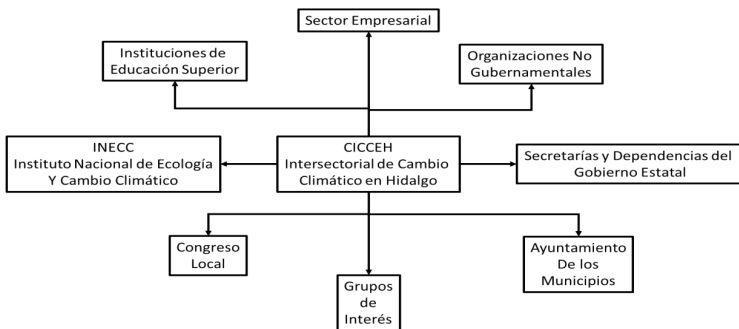 Sector Empresarial
Instituciones de
Educación Superior
Organizaciones No
Gubernamentales
INECC
Instituto Nacional de Ecología
Y Cambio Climático
CICCEH
Intersectorial de Cambio
Climático en Hidalgo
Secretarías y Dependencias del
Gobierno Estatal
Congreso
Local
Grupos
de
Interés
Ayuntamiento
De los
Municipios